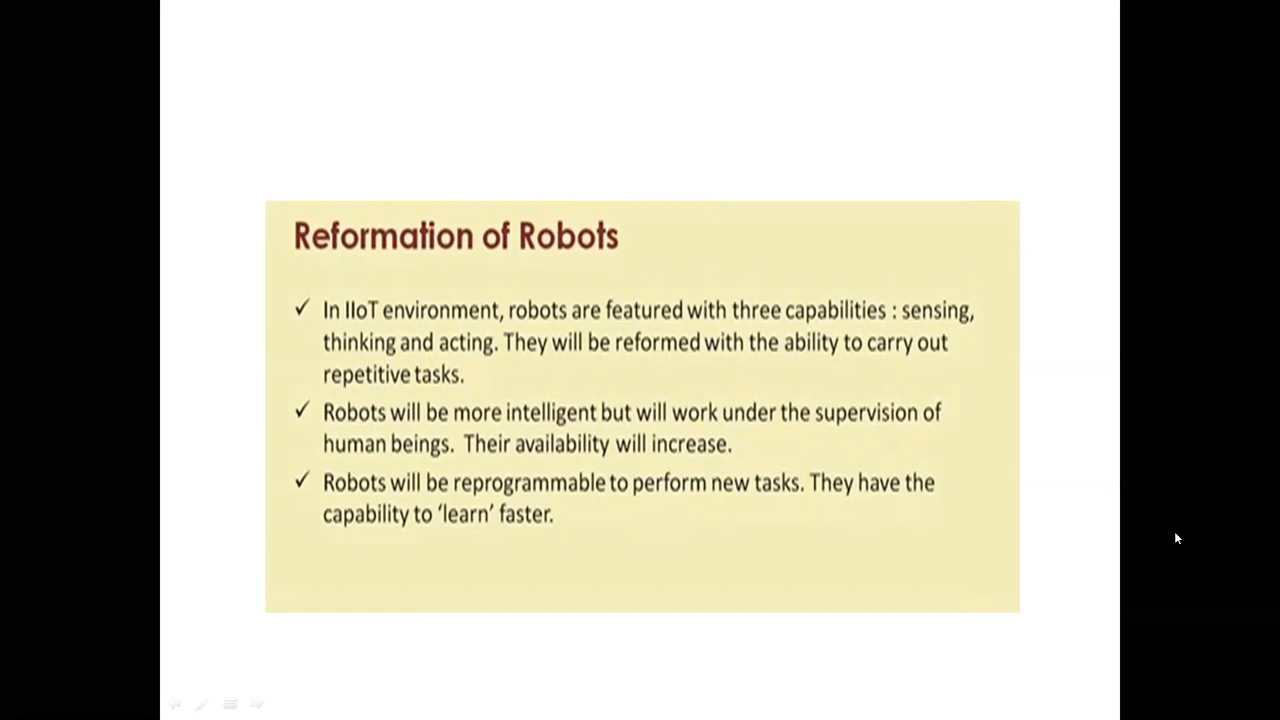 Reformation of Robots
✓ In IIoT environment, robots are featured with three capabilities : sensing,
thinking and acting. They will be reformed with the ability to carry out
repetitive tasks.
✓ Robots will be more intelligent but will work under the supervision of
human beings. Their availability will increase.
✓ Robots will be reprogrammable to perform new tasks. They have the
capability to ‘learn’ faster.